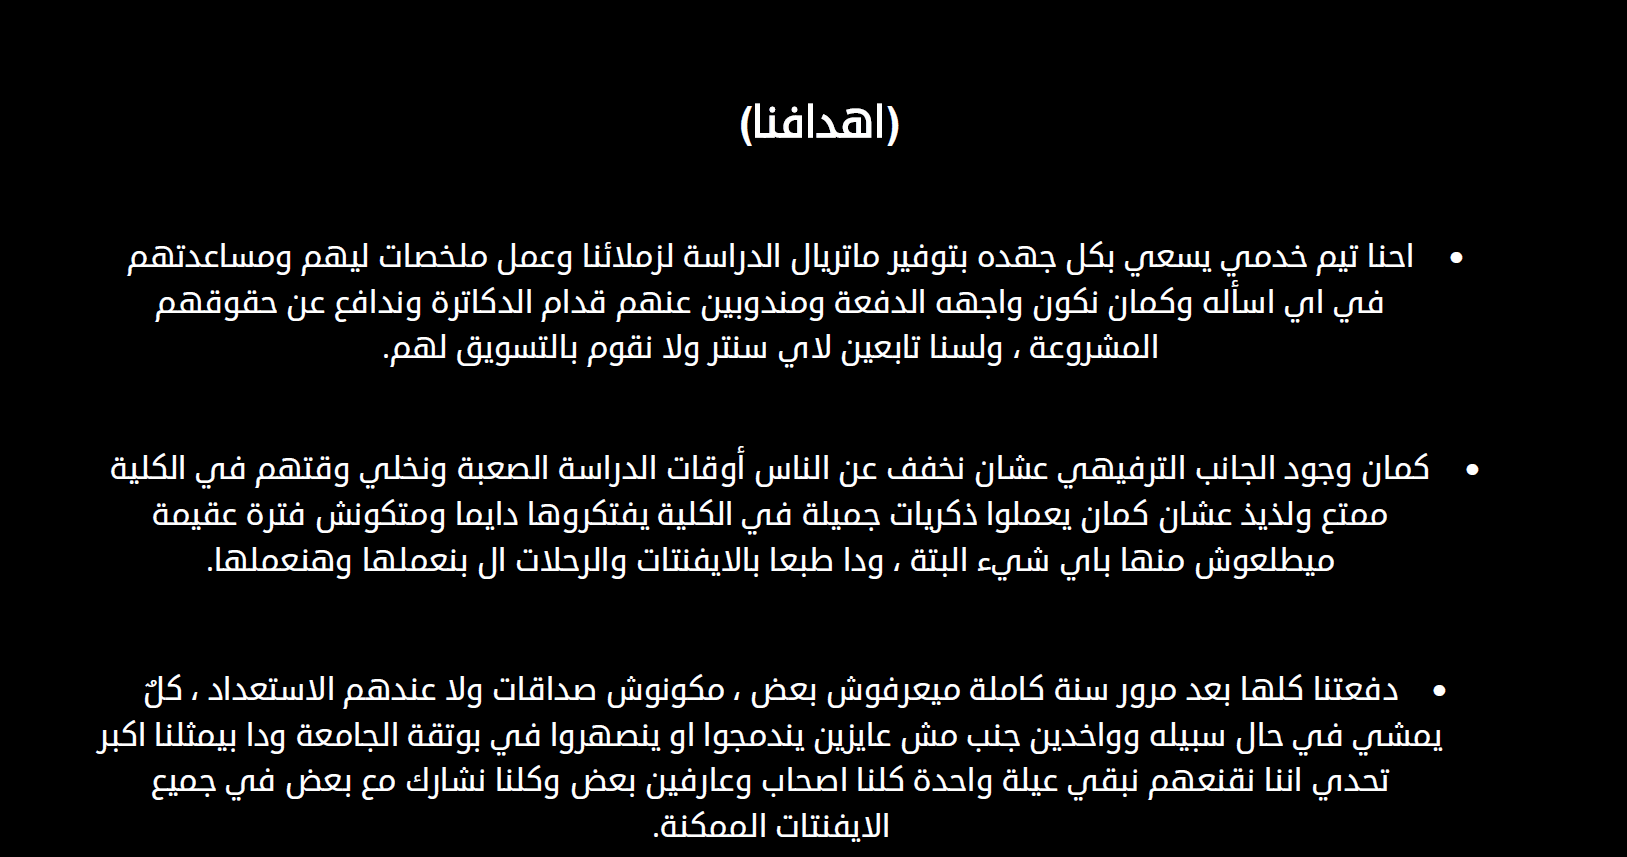 (اهدافنا)
• احنا تيم خدمي يسعي بكل جهده بتوفير ماتريال الدراسة لزملائنا وعمل ملخصات ليهم ومساعدتهم
في اي اسأله وكمان نكون واجهه الدفعة ومندوبين عنهم قدام الدكاترة وندافع عن حقوقهم
المشروعة ، ولسنا تابعين لاي سنتر ولا نقوم بالتسويق لهم.
• كمان وجود الجانب الترفيهي عشان نخفف عن الناس أوقات الدراسة الصعبة ونخلي وقتهم في الكلية
ممتع ولذيذ عشان كمان يعملوا ذكريات جميلة في الكلية يفتكروها دايما ومتكونش فترة عقيمة
ميطلعوش منها باي شيء البتة ، ودا طبعا بالايفنتات والرحلات ال بنعملها وهنعملها.
• دفعتنا كلها بعد مرور سنة كاملة ميعرفوش بعض ، مكونوش صداقات ولا عندهم الاستعداد ، كلٌ
يمشي في حال سبيله وواخدين جنب مش عايزين يندمجوا او ينصهروا في بوتقة الجامعة ودا بيمثلنا اكبر
تحدي اننا نقنعهم نبقي عيلة واحدة كلنا اصحاب وعارفين بعض وكلنا نشارك مع بعض في جميع
الايفنتات الممكنة.